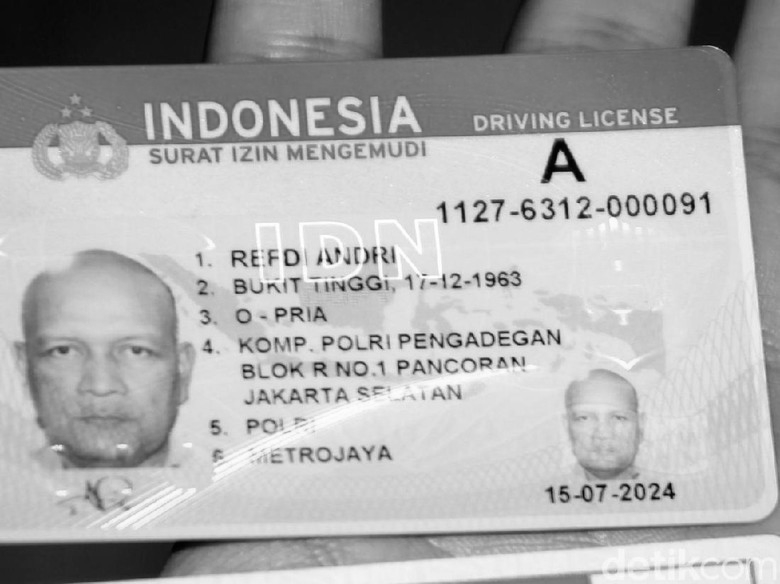 INDONESIA
DRIVING LICENSE
SURAT IZIN MENGEMUDI
A
1127-6312-000091
IDN
1. REFDI ANDRI
2. BUKIT TINGGI, 17-12-1963
3. O - PRIA
4. KOMP. POLRI PENGADEGAN
BLOK R NO.1 PANCORAN
JAKARTA SELATAN
5. POLRI
6. METROJAYA
15-07-2024
detikcom
detikcom